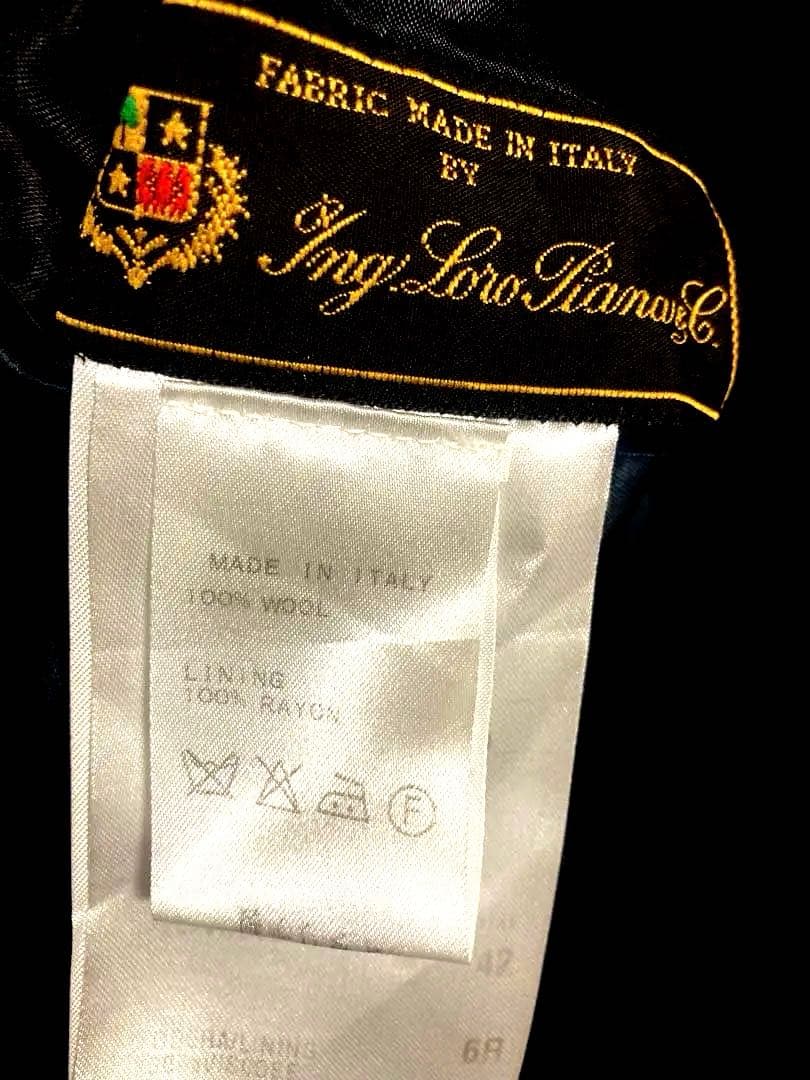 FABRIC MADE IN ITALY
BY
Ing. Loro Piana & C.
MADE IN ITALY
100% WOOL
LINING
100% RAYON
F
42
6R